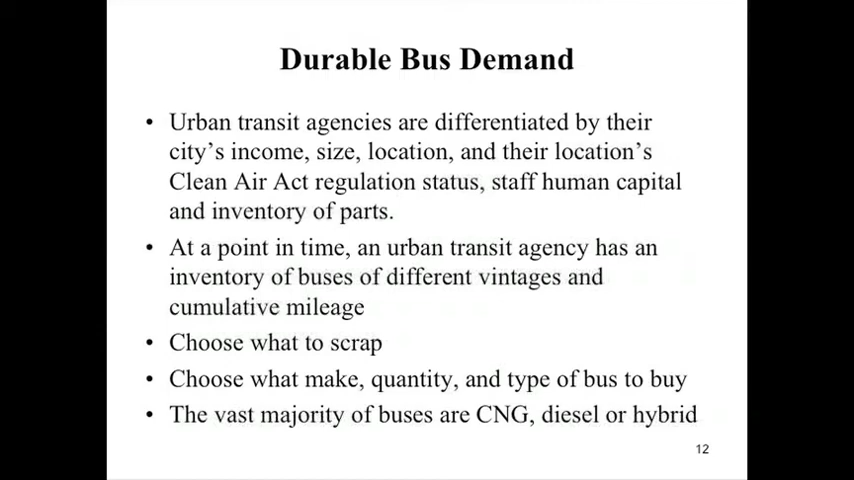 Durable Bus Demand
• Urban transit agencies are differentiated by their
city’s income, size, location, and their location’s
Clean Air Act regulation status, staff human capital
and inventory of parts.
• At a point in time, an urban transit agency has an
inventory of buses of different vintages and
cumulative mileage
• Choose what to scrap
• Choose what make, quantity, and type of bus to buy
• The vast majority of buses are CNG, diesel or hybrid
12